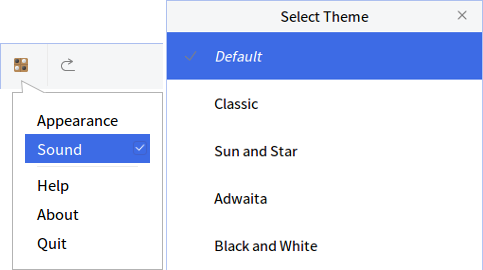 Select Theme
Default
Classic
Sun and Star
Adwaita
Black and White
Appearance
Sound
Help
About
Quit